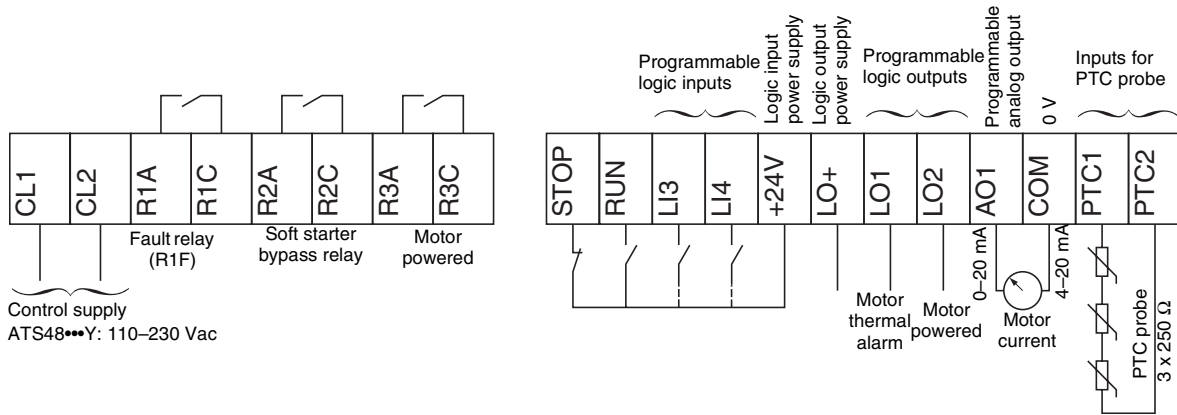 Programmable
logic inputs
Logic input
power supply
Logic output
power supply
Programmable
logic outputs
Programmable
analog output
0 V
Inputs for
PTC probe
CL1
CL2
R1A
R1C
R2A
R2C
R3A
R3C
STOP
RUN
LI3
LI4
+24V
LO+
LO1
LO2
AO1
COM
PTC1
PTC2
Fault relay
(R1F)
Soft starter
bypass relay
Motor
powered
Control supply
ATS48•••Y: 110–230 Vac
Motor
thermal
alarm
Motor
powered
0–20 mA
4–20 mA
Motor
current
PTC probe
3 x 250 Ω